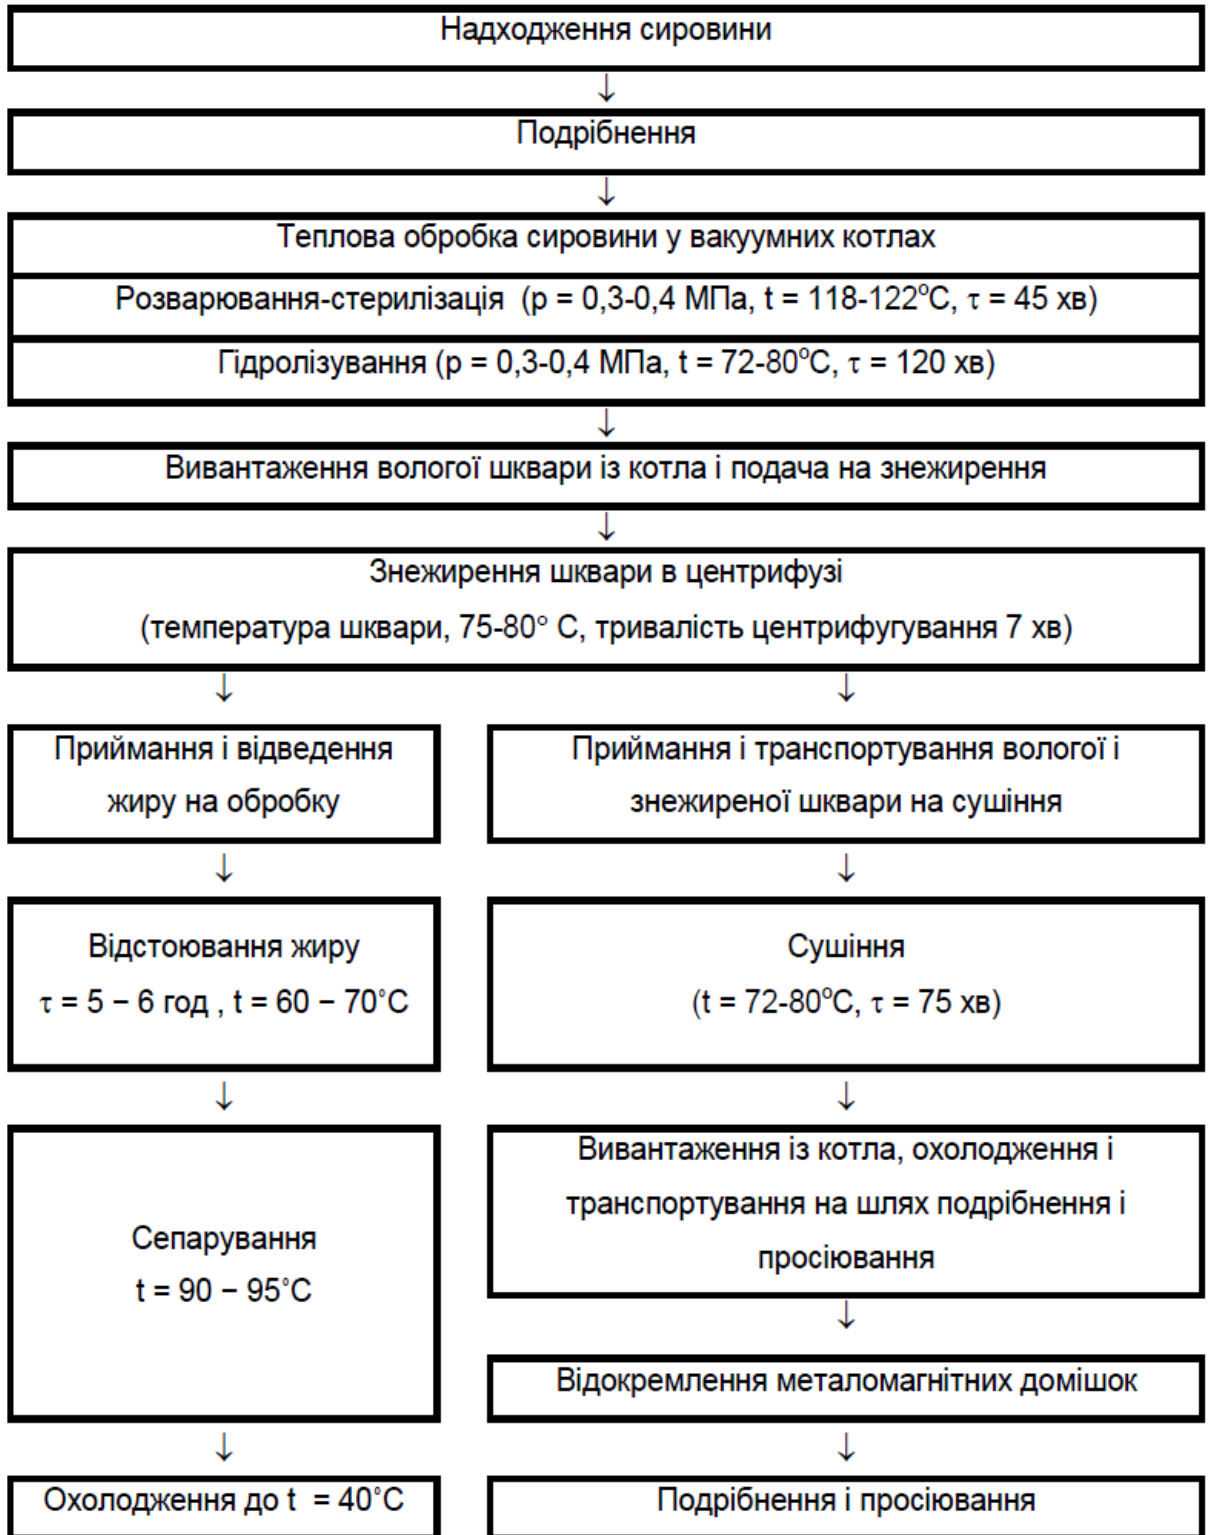 Надходження сировини
↓
Подрібнення
↓
Теплова обробка сировини у вакуумних котлах
Розварювання-стерилізація (р = 0,3-0,4 МПа, t = 118-122°С, τ = 45 хв)
Гідролізування (р = 0,3-0,4 МПа, t = 72-80°С, τ = 120 хв)
↓
Вивантаження вологої шквари із котла і подача на знежирення
↓
Знежирення шквари в центрифузі
(температура шквари, 75-80° С, тривалість центрифугування 7 хв)
↓ ↓
Приймання і відведення
жиру на обробку
↓
Відстоювання жиру
τ = 5 – 6 год , t = 60 – 70˚С
↓
Сепарування
t = 90 – 95˚С
↓
Охолодження до t = 40˚С
Приймання і транспортування вологої і
знежиреної шквари на сушіння
↓
Сушіння
(t = 72-80°С, τ = 75 хв)
↓
Вивантаження із котла, охолодження і
транспортування на шлях подрібнення і
просіювання
↓
Відокремлення металомагнітних домішок
↓
Подрібнення і просіювання